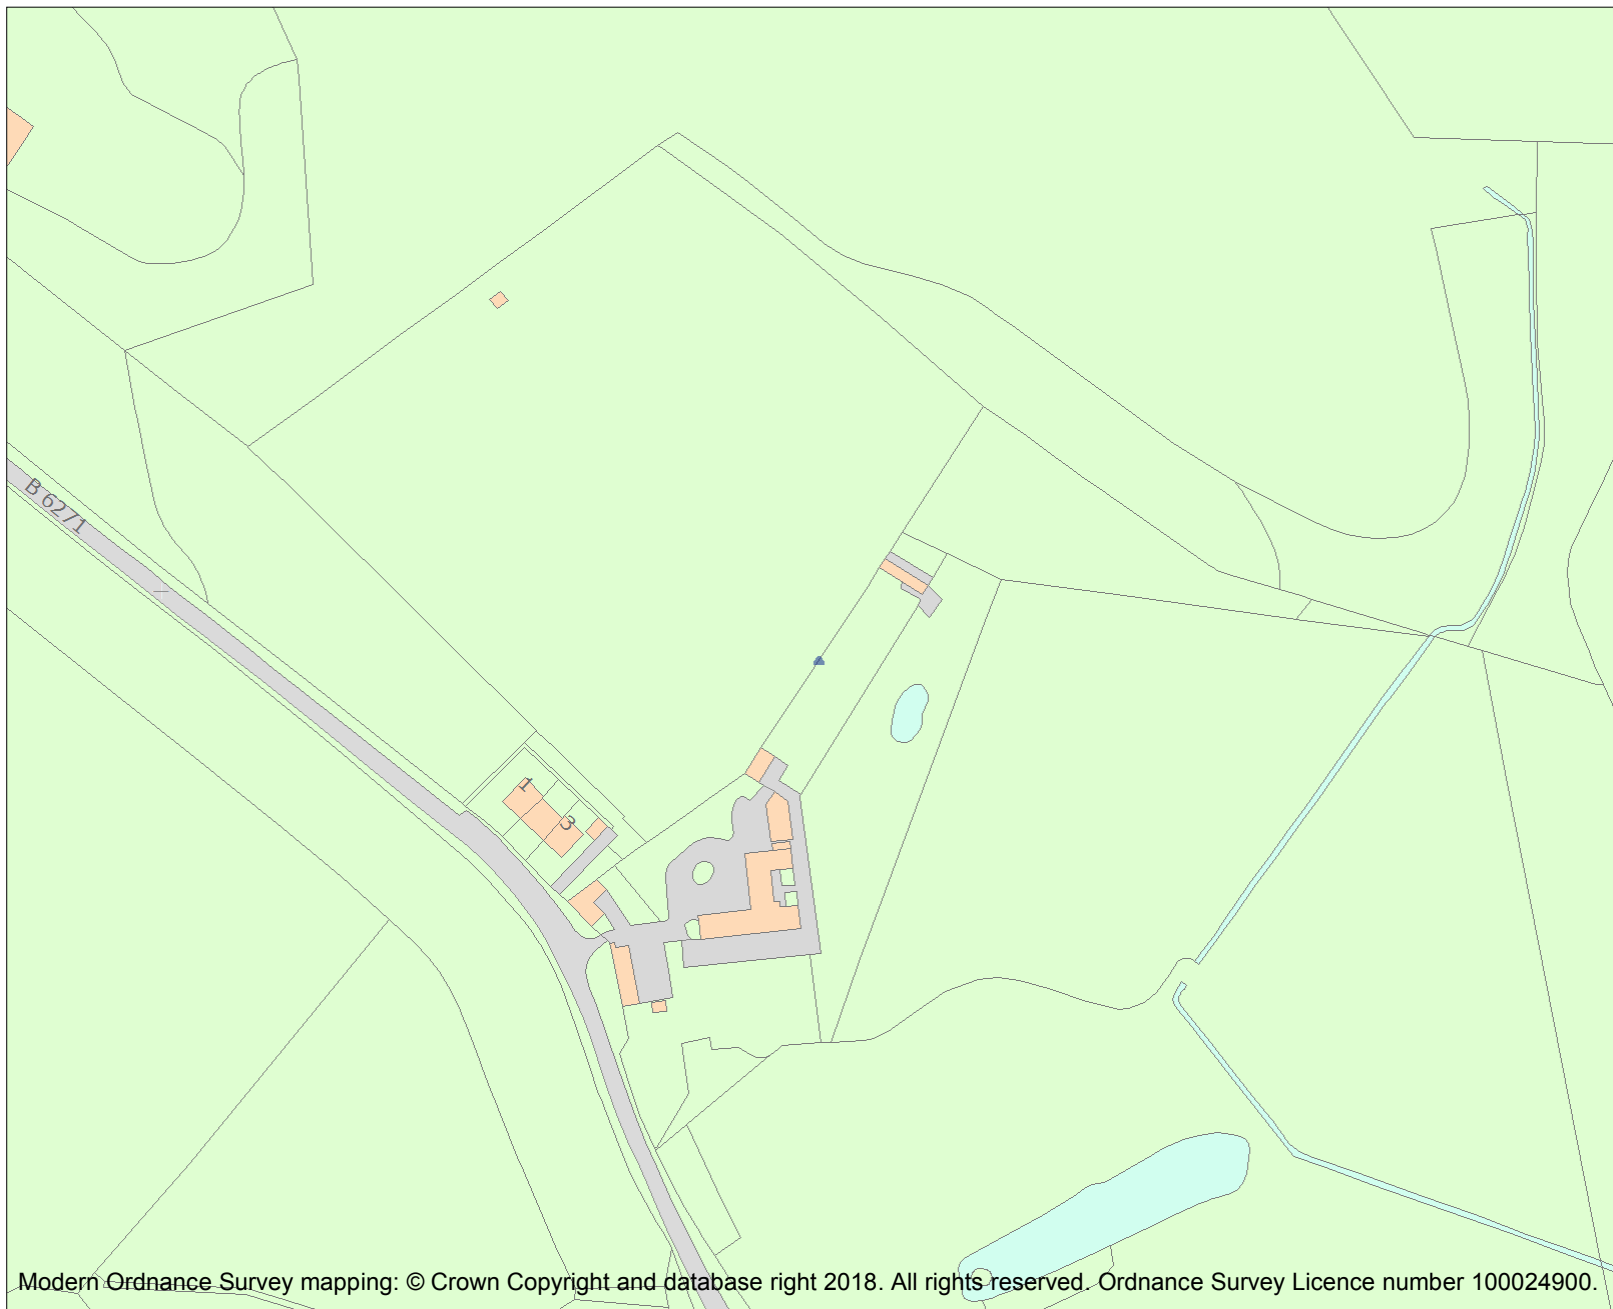 B 6271
1
3
Modern Ordnance Survey mapping: © Crown Copyright and database right 2018. All rights reserved. Ordnance Survey Licence number 100024900.